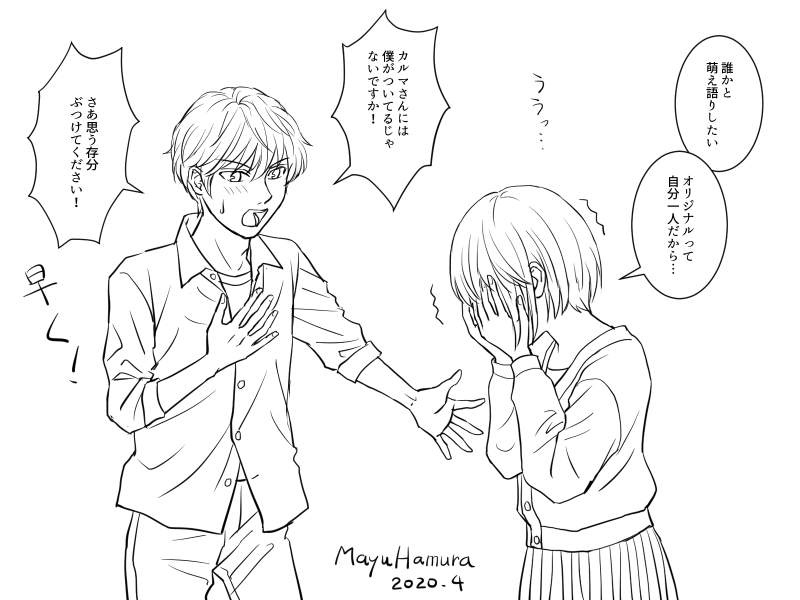 誰かと
萌え語りしたい
オリジナルって
自分一人だから…
ううっ…
カルマさんには
僕がついてるじゃ
ないですか！
さあ思う存分
ぶつけてください！
早く！
MayuHamura
2020.4